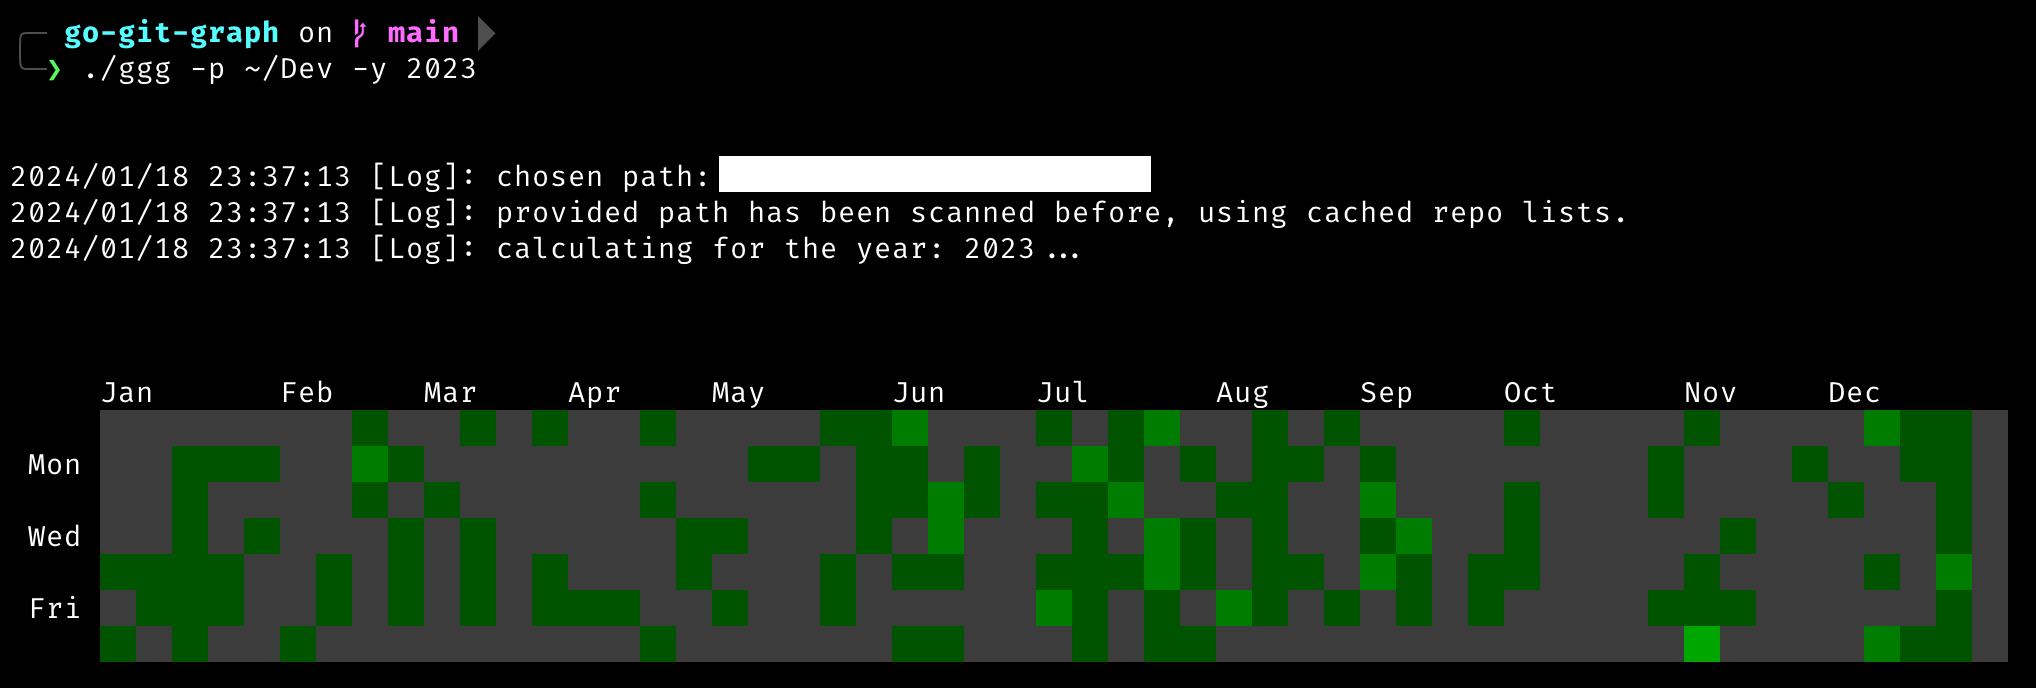 go-git-graph on main
❯ ./ggg -p ~/Dev -y 2023
2024/01/18 23:37:13 [Log]: chosen path:
2024/01/18 23:37:13 [Log]: provided path has been scanned before, using cached repo lists.
2024/01/18 23:37:13 [Log]: calculating for the year: 2023...
Jan Feb Mar Apr May Jun Jul Aug Sep Oct Nov Dec
Mon
Wed
Fri